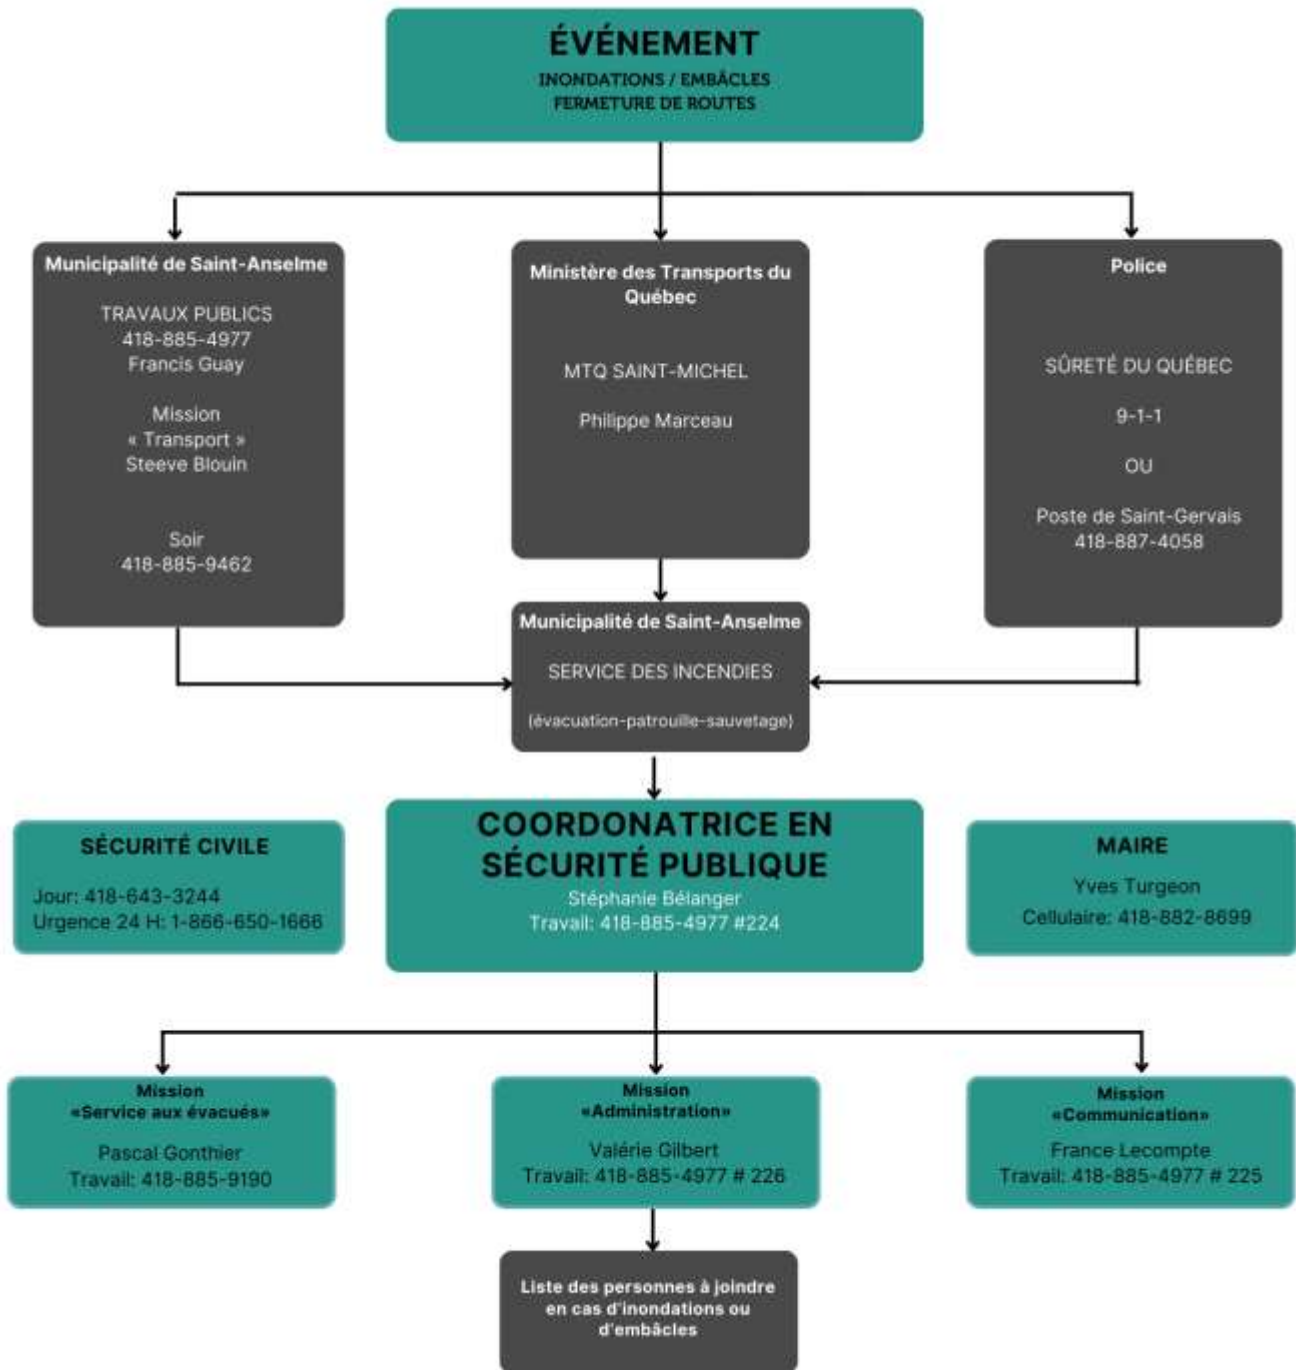 ÉVÉNEMENT
INONDATIONS / EMBÂCLES
FERMETURE DE ROUTES
Municipalité de Saint-Anselme
TRAVAUX PUBLICS
418-885-4977
Francis Guay
Mission
« Transport »
Steeve Blouin
Soir
418-885-9462
Ministère des Transports du
Québec
MTQ SAINT-MICHEL
Philippe Marceau
Police
SÛRETÉ DU QUÉBEC
9-1-1
OU
Poste de Saint-Gervais
418-887-4058
Municipalité de Saint-Anselme
SERVICE DES INCENDIES
(évacuation-patrouille-sauvetage)
SÉCURITÉ CIVILE
Jour: 418-643-3244
Urgence 24 H: 1-866-650-1666
COORDONATRICE EN
SÉCURITÉ PUBLIQUE
Stéphanie Bélanger
Travail: 418-885-4977 #224
MAIRE
Yves Turgeon
Cellulaire: 418-882-8699
Mission
«Service aux évacués»
Pascal Gonthier
Travail: 418-885-9190
Mission
«Administration»
Valérie Gilbert
Travail: 418-885-4977 # 226
Mission
«Communication»
France Lecompte
Travail: 418-885-4977 # 225
Liste des personnes à joindre
en cas d'inondations ou
d'embâcles